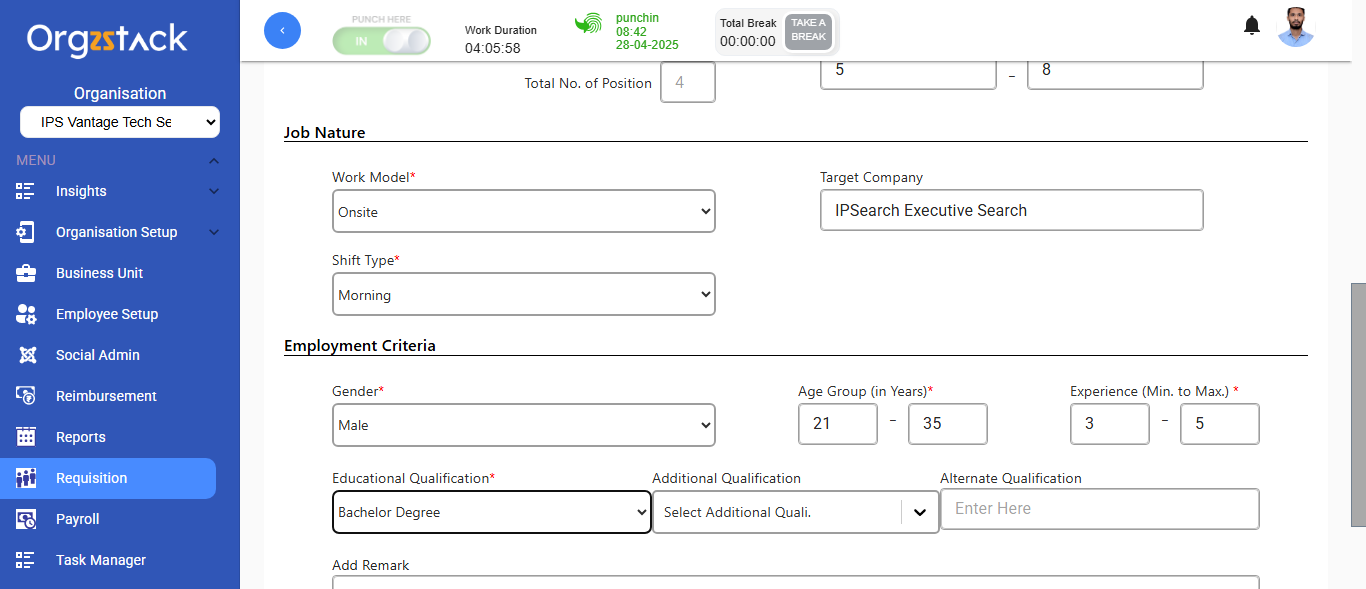 Orgzstack
Organisation
IPS Vantage Tech Se
MENU
Insights
Organisation Setup
Business Unit
Employee Setup
Social Admin
Reimbursement
Reports
Requisition
Payroll
Task Manager
PUNCH HERE
IN
Work Duration
04:05:58
punchin
08:42
28-04-2025
Total Break
00:00:00
TAKE A
BREAK
Total No. of Position 4
5 - 8
Job Nature
Work Model* Target Company
Onsite IPSearch Executive Search
Shift Type*
Morning
Employment Criteria
Gender* Age Group (in Years)* Experience (Min. to Max.) *
Male 21 - 35 3 - 5
Educational Qualification* Additional Qualification Alternate Qualification
Bachelor Degree Select Additional Quali. Enter Here
Add Remark